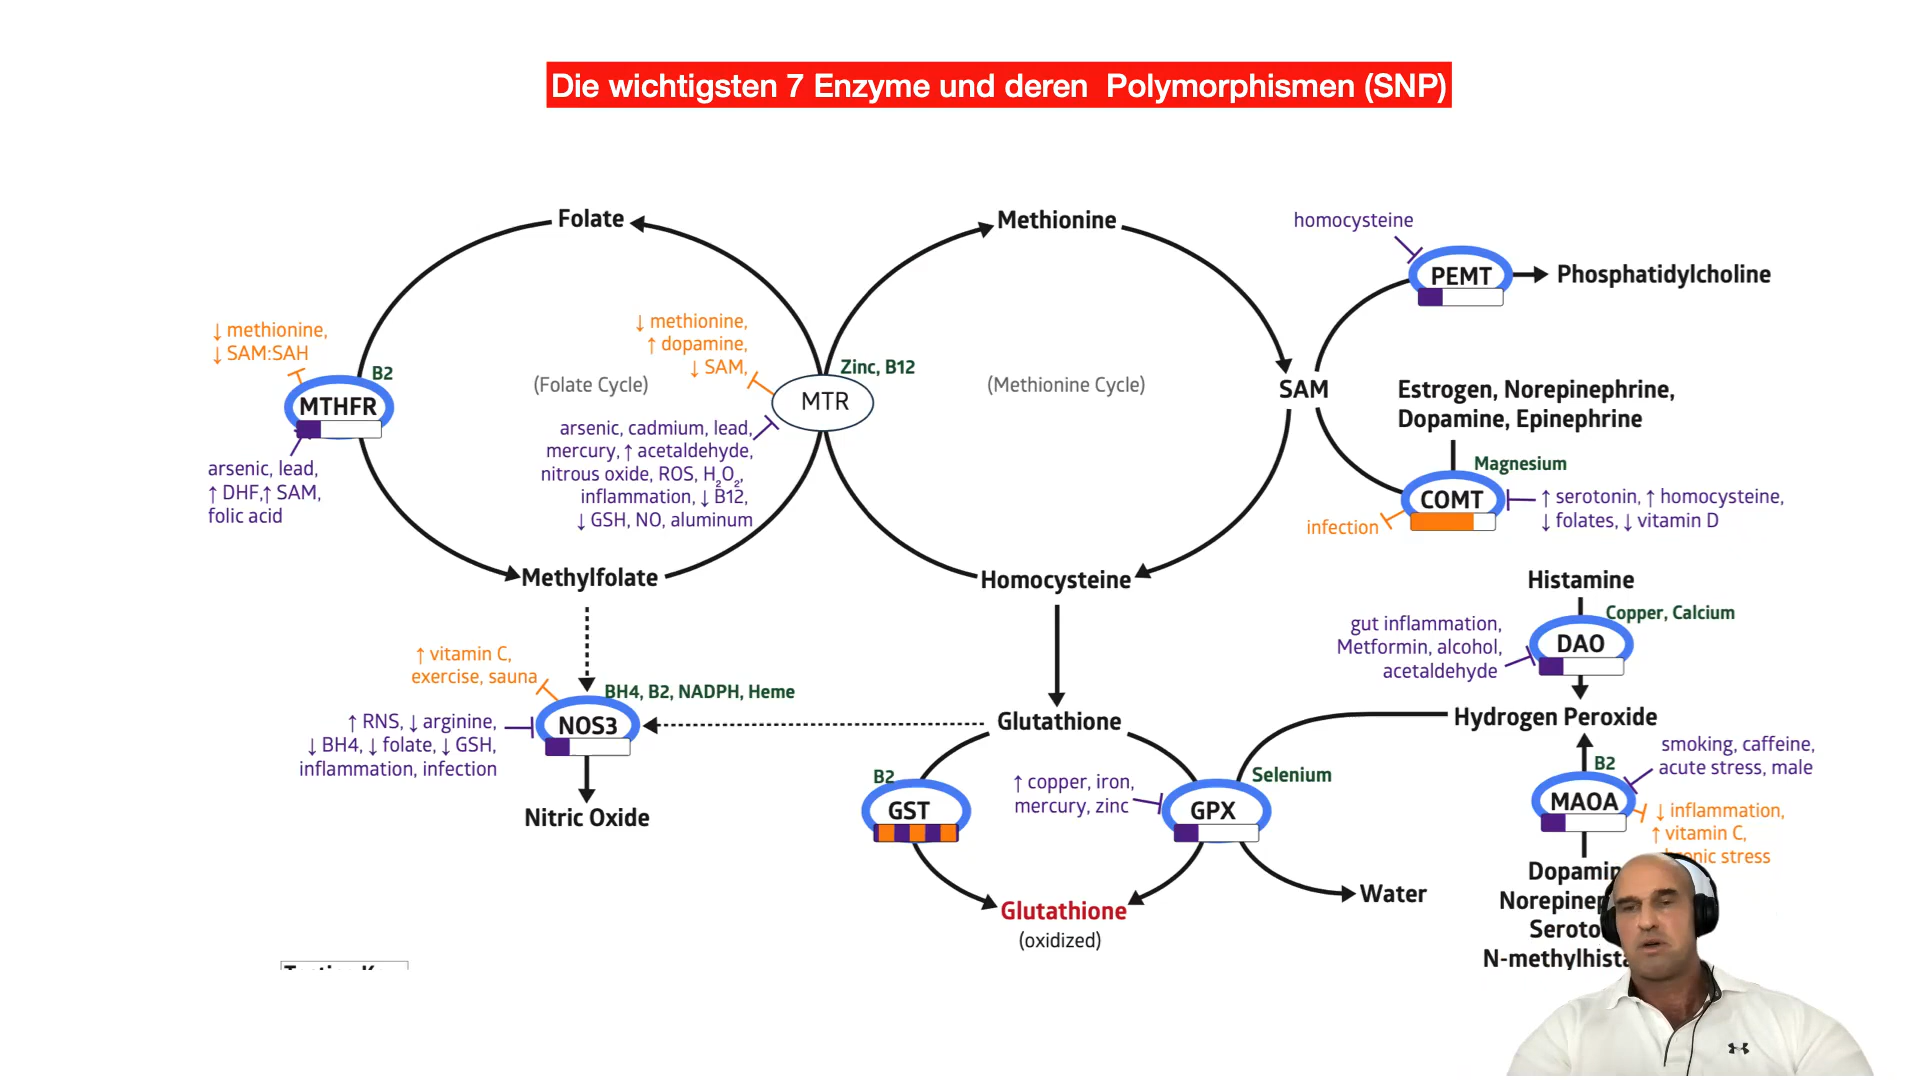 Die wichtigsten 7 Enzyme und deren  Polymorphismen (SNP)
Folate
Methionine
homocysteine
PEMT
Phosphatidylcholine
↓ methionine,
↓ SAM:SAH
B2
MTHFR
arsenic, lead,
↑ DHF,↑ SAM,
folic acid
(Folate Cycle)
↓ methionine,
↑ dopamine,
↓ SAM,
Zinc, B12
MTR
arsenic, cadmium, lead,
mercury, ↑ acetaldehyde,
nitrous oxide, ROS, H₂O₂,
inflammation, ↓ B12,
↓ GSH, NO, aluminum
(Methionine Cycle)
SAM
Estrogen, Norepinephrine,
Dopamine, Epinephrine
Magnesium
COMT
infection
↑ serotonin, ↑ homocysteine,
↓ folates, ↓ vitamin D
Methylfolate
Homocysteine
Histamine
Copper, Calcium
DAO
gut inflammation,
Metformin, alcohol,
acetaldehyde
↑ vitamin C,
exercise, sauna
BH4, B2, NADPH, Heme
NOS3
↑ RNS, ↓ arginine,
↓ BH4, ↓ folate, ↓ GSH,
inflammation, infection
Nitric Oxide
Glutathione
Hydrogen Peroxide
B2
GST
↑ copper, iron,
mercury, zinc
Selenium
GPX
smoking, caffeine,
acute stress, male
B2
MAOA
↓ inflammation,
↑ vitamin C,
stress
Water
Glutathione
(oxidized)